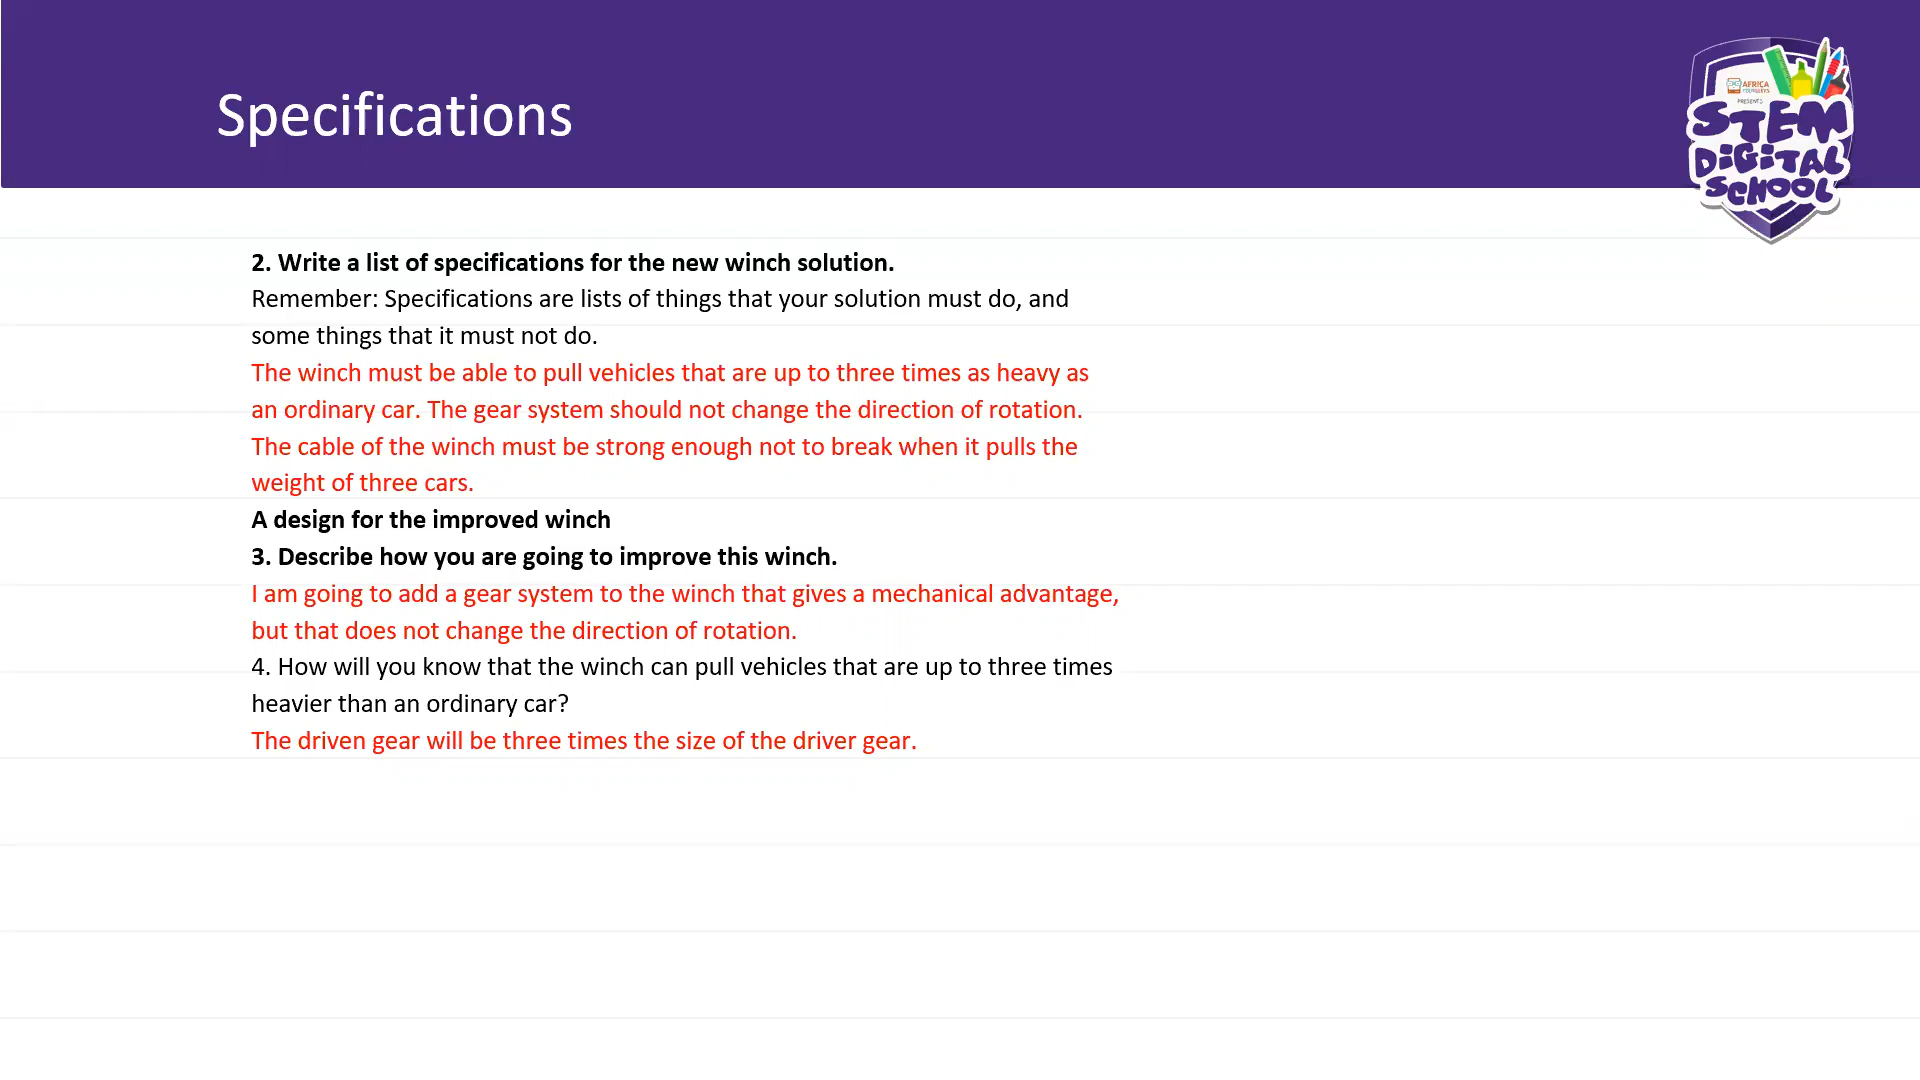 Specifications
AFRICA
PRESENTS
STEM
DIGITAL
SCHOOL
2. Write a list of specifications for the new winch solution.
Remember: Specifications are lists of things that your solution must do, and
some things that it must not do.
The winch must be able to pull vehicles that are up to three times as heavy as
an ordinary car. The gear system should not change the direction of rotation.
The cable of the winch must be strong enough not to break when it pulls the
weight of three cars.
A design for the improved winch
3. Describe how you are going to improve this winch.
I am going to add a gear system to the winch that gives a mechanical advantage,
but that does not change the direction of rotation.
4. How will you know that the winch can pull vehicles that are up to three times
heavier than an ordinary car?
The driven gear will be three times the size of the driver gear.